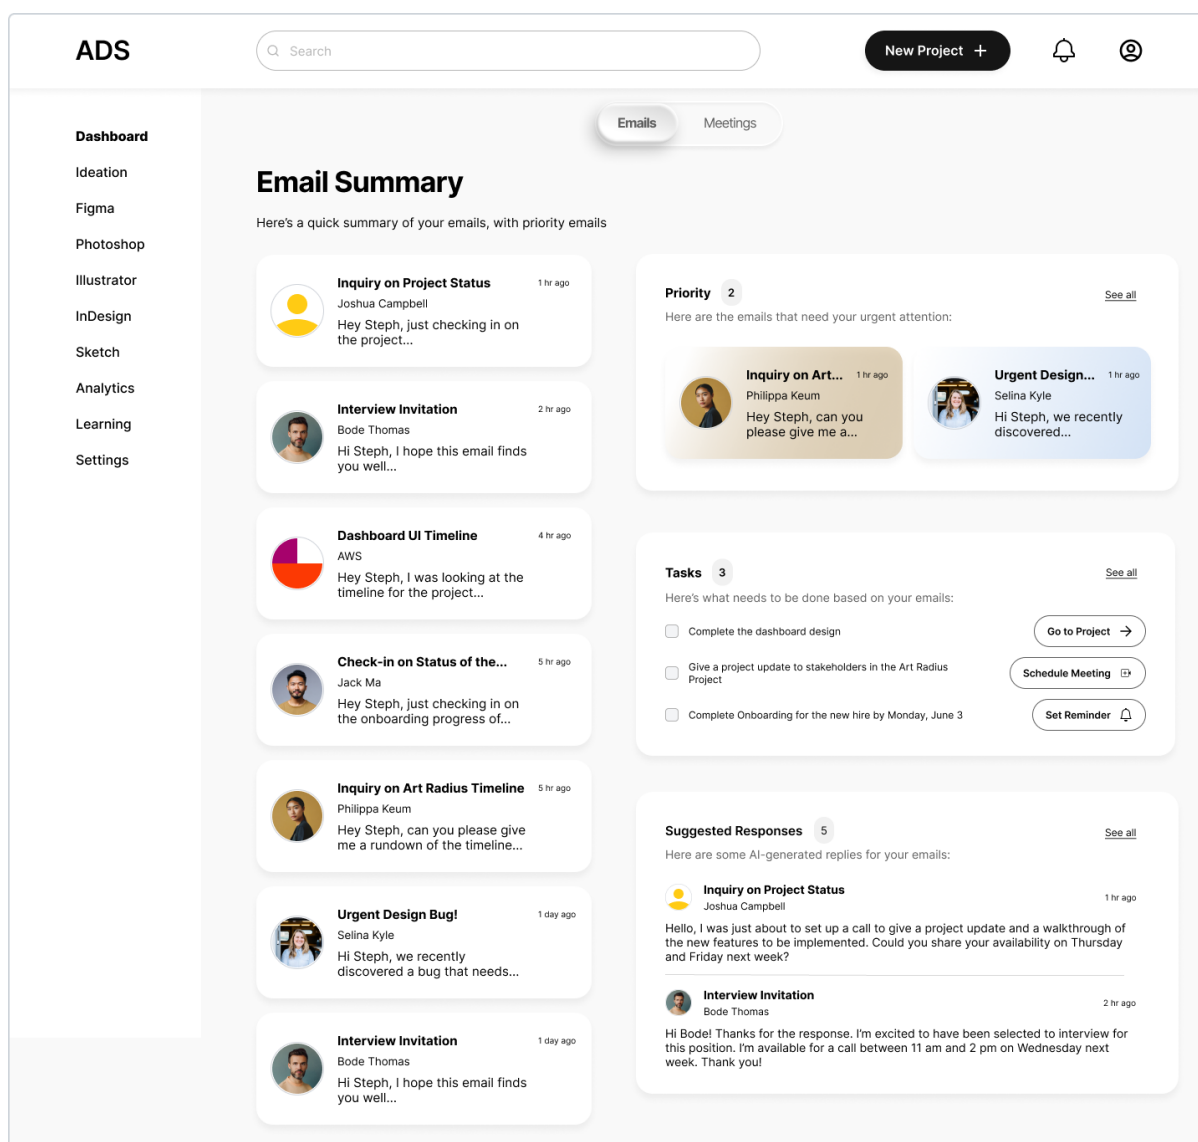 ADS
Search
New Project
Emails
Meetings
Dashboard
Ideation
Figma
Photoshop
Illustrator
InDesign
Sketch
Analytics
Learning
Settings
Email Summary
Here's a quick summary of your emails, with priority emails
Inquiry on Project Status 1 hr ago
Joshua Campbell
Hey Steph, just checking in on
the project...
Interview Invitation 2 hr ago
Bode Thomas
Hi Steph, I hope this email finds
you well...
Dashboard UI Timeline 4 hr ago
AWS
Hey Steph, I was looking at the
timeline for the project...
Check-in on Status of the... 5 hr ago
Jack Ma
Hey Steph, just checking in on
the onboarding progress of...
Inquiry on Art Radius Timeline 5 hr ago
Philippa Keum
Hey Steph, can you please give
me a rundown of the timeline...
Urgent Design Bug! 1 day ago
Selina Kyle
Hi Steph, we recently
discovered a bug that needs...
Interview Invitation 1 day ago
Bode Thomas
Hi Steph, I hope this email finds
you well...
Priority 2 See all
Here are the emails that need your urgent attention:
Inquiry on Art... 1 hr ago
Philippa Keum
Hey Steph, can you
please give me a...
Urgent Design... 1 hr ago
Selina Kyle
Hi Steph, we recently
discovered...
Tasks 3 See all
Here's what needs to be done based on your emails:
Complete the dashboard design
Go to Project
Give a project update to stakeholders in the Art Radius
Project
Schedule Meeting
Complete Onboarding for the new hire by Monday, June 3
Set Reminder
Suggested Responses 5 See all
Here are some AI-generated replies for your emails:
Inquiry on Project Status
Joshua Campbell
1 hr ago
Hello, I was just about to set up a call to give a project update and a walkthrough of
the new features to be implemented. Could you share your availability on Thursday
and Friday next week?
Interview Invitation
Bode Thomas
2 hr ago
Hi Bode! Thanks for the response. I'm excited to have been selected to interview for
this position. I'm available for a call between 11 am and 2 pm on Wednesday next
week. Thank you!